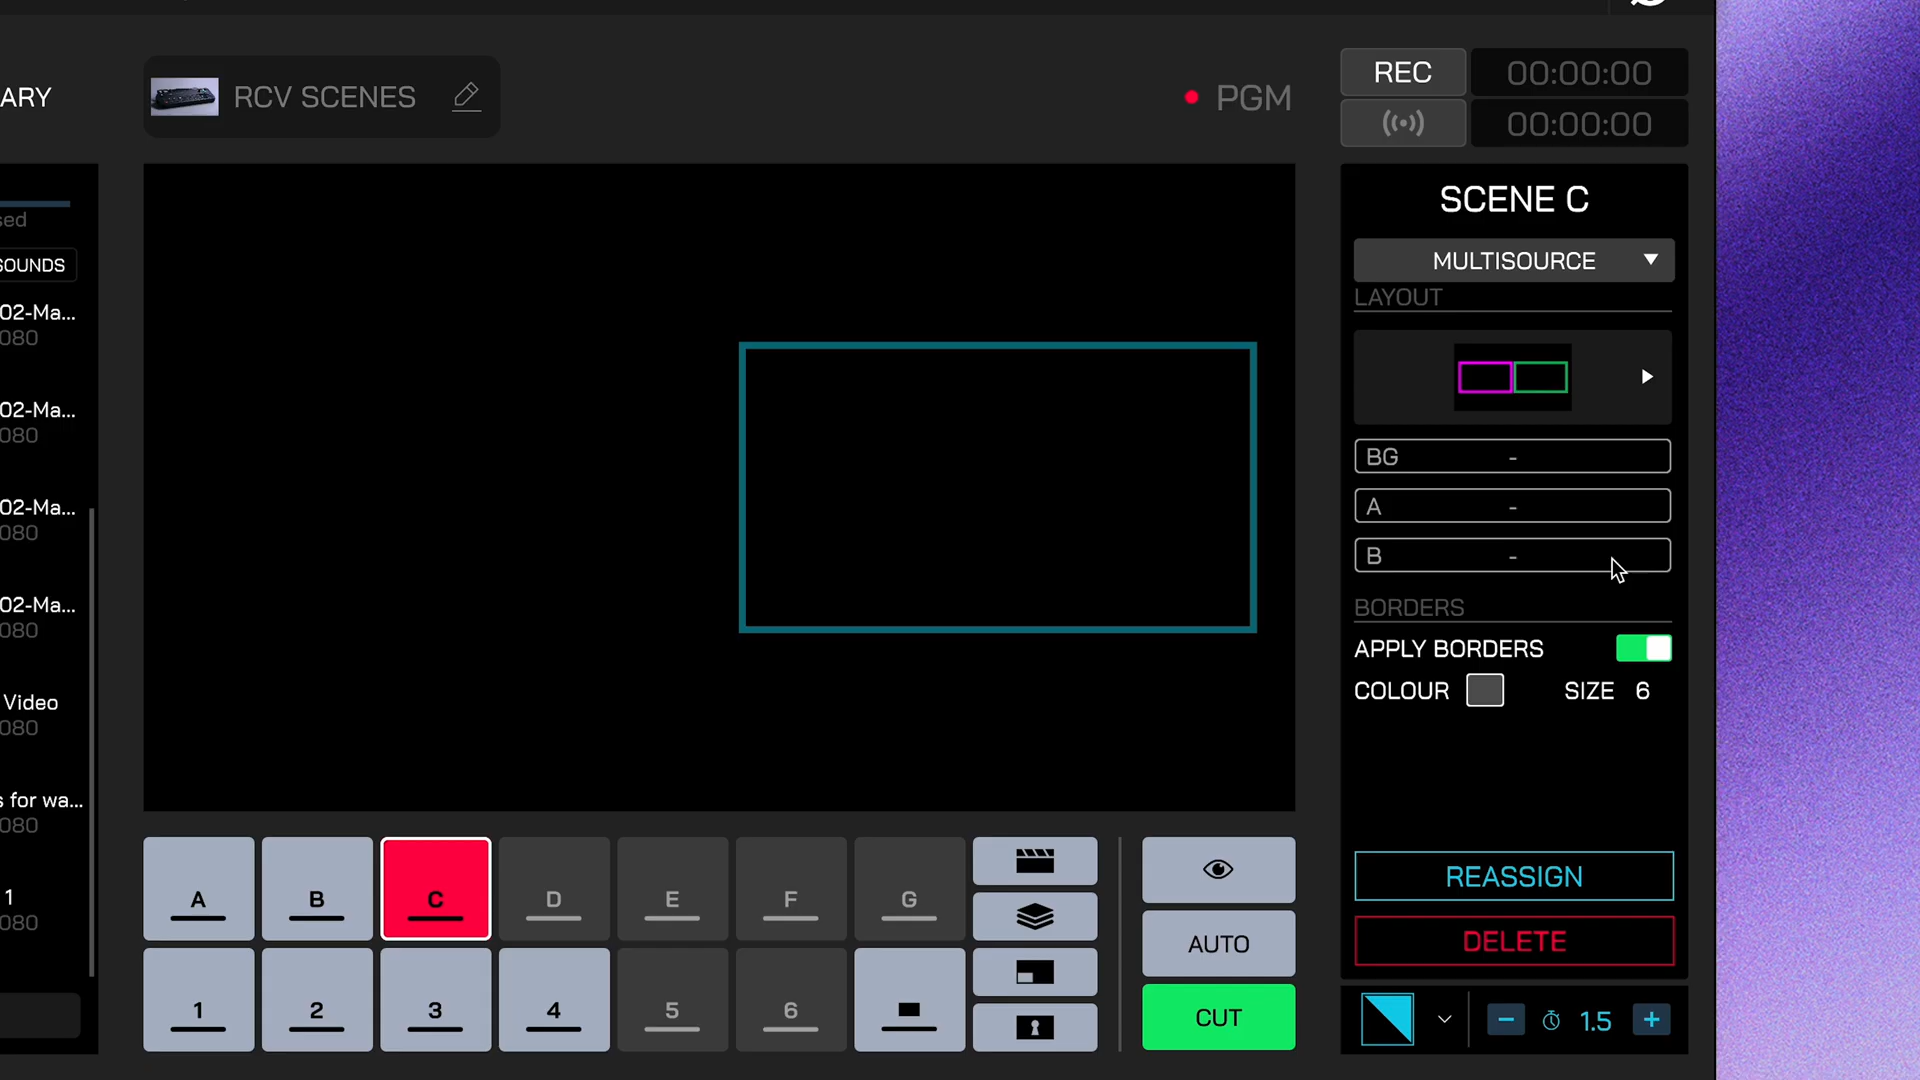 ARY
RCV SCENES
PGM
REC
00:00:00
00:00:00
sed
SOUNDS
02-Ma...
080
02-Ma...
080
02-Ma...
080
02-Ma...
080
Video
080
s for wa...
080
1
080
SCENE C
MULTISOURCE
LAYOUT
BG -
A -
B -
BORDERS
APPLY BORDERS
COLOUR SIZE 6
REASSIGN
DELETE
1.5
A B C D E F G
1 2 3 4 5 6
AUTO
CUT